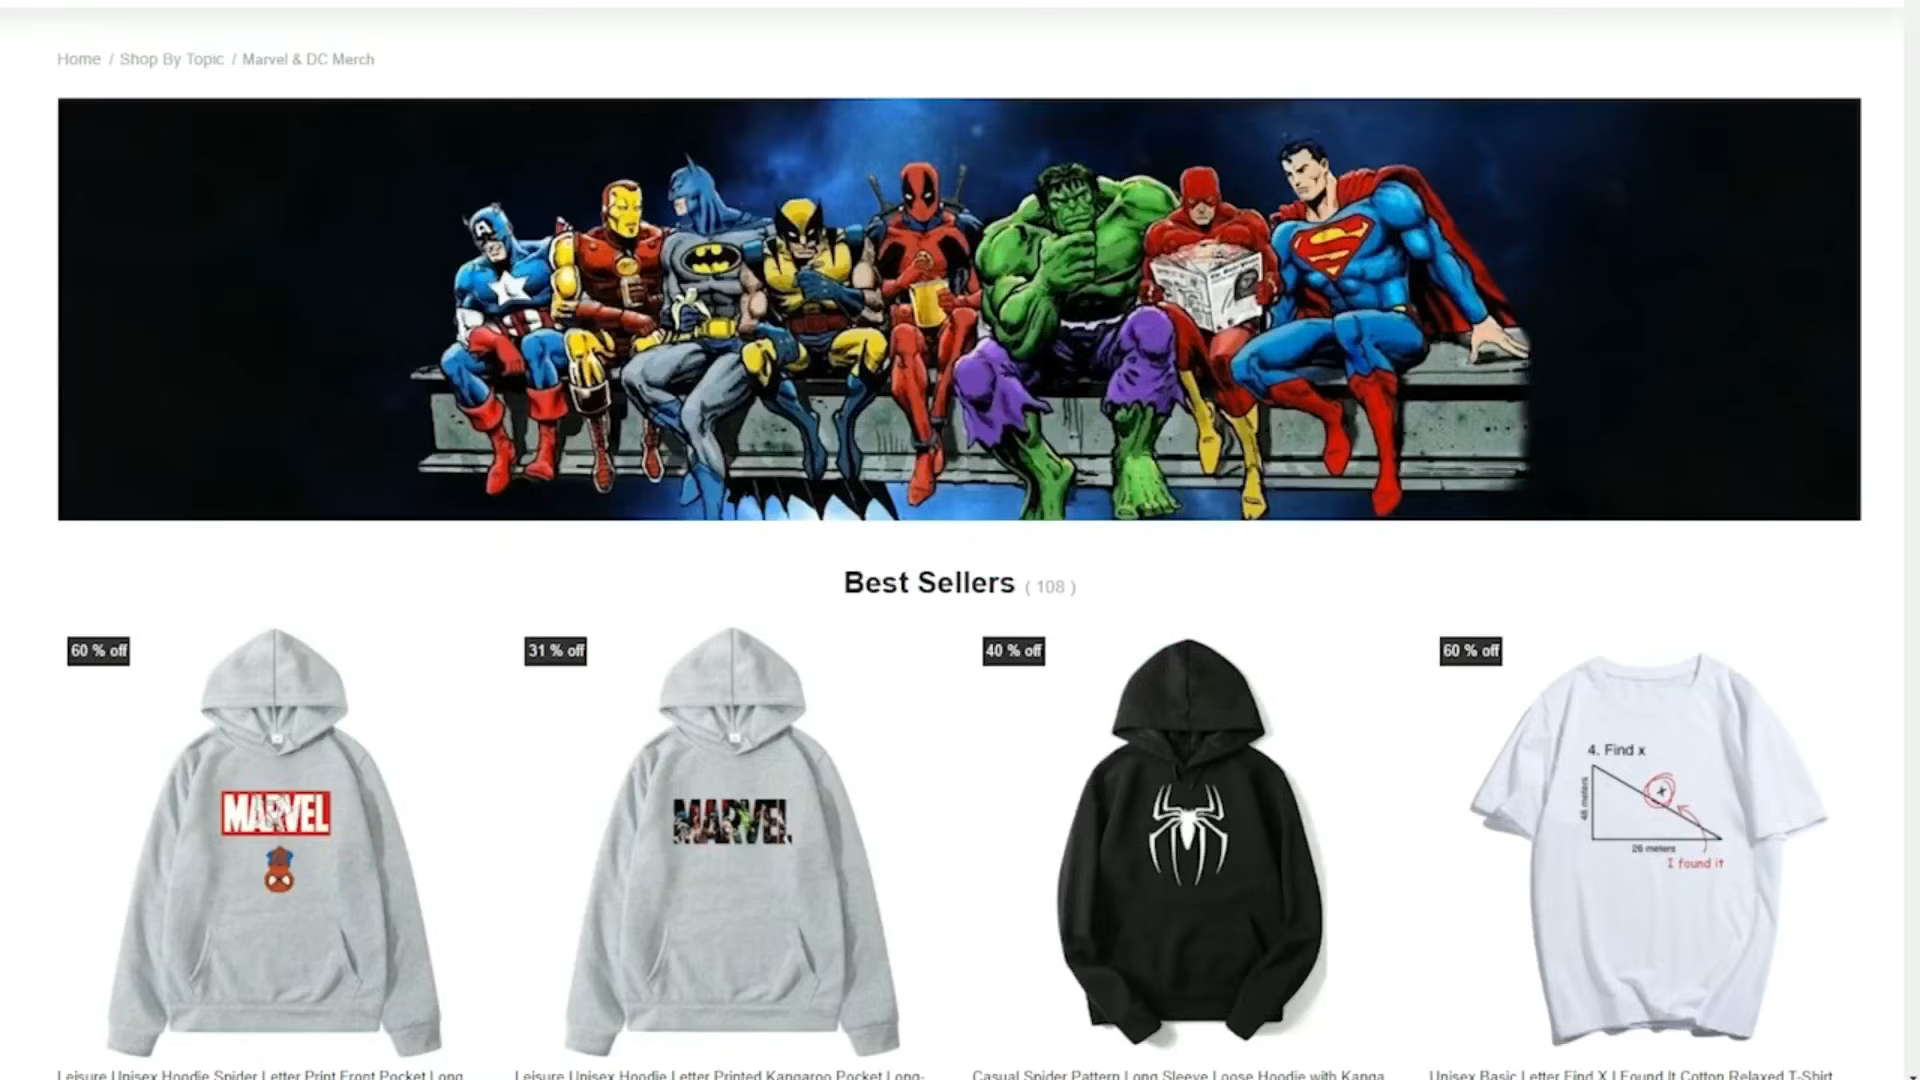 Home / Shop By Topic / Marvel & DC Merch
Best Sellers ( 108 )
60 % off
31 % off
40 % off
60 % off
MARVEL
MARVEL
4. Find x
x
46 meters
26 meters
I found it
Leisure Unisex Hoodie Spider Letter Print Front Pocket Long
Leisure Unisex Hoodie Letter Printed Kangaroo Pocket Long-
Casual Spider Pattern Long Sleeve Loose Hoodie with Kanga
Unisex Basic Letter Find X I Found It Cotton Relaxed T-Shirt